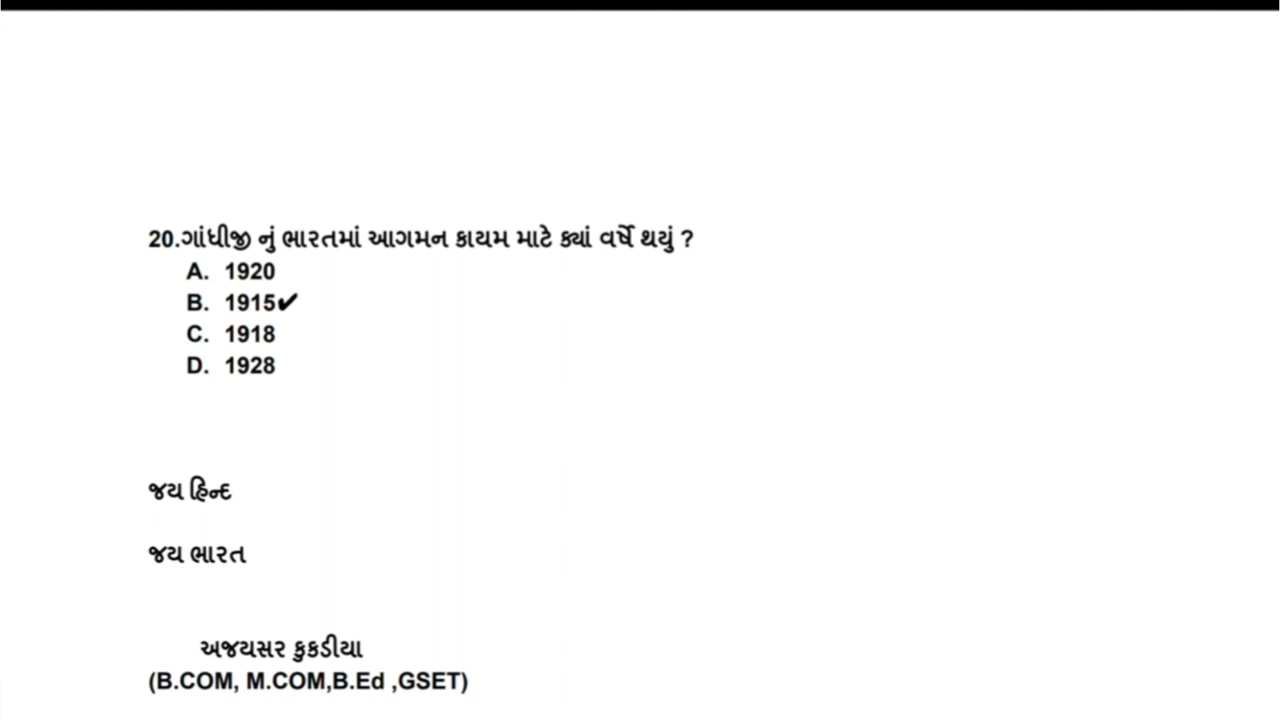 20.ગાંધીજી નું ભારતમાં આગમન કાયમ માટે ક્યાં વર્ષે થયું ?
A. 1920
B. 1915✔
C. 1918
D. 1928
જય હિન્દ
જય ભારત
અજયસર કુકડીયા
(B.COM, M.COM,B.Ed ,GSET)